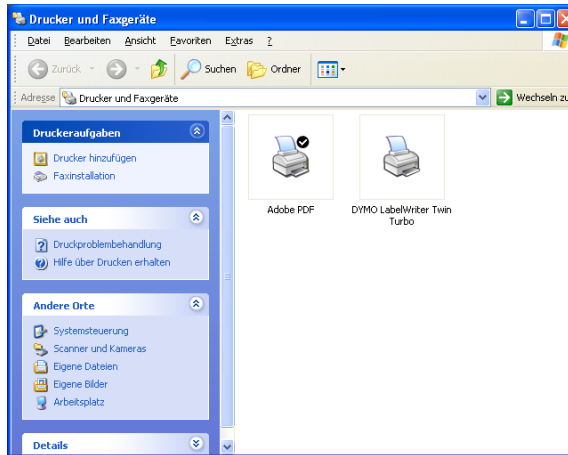 Drucker und Faxgeräte
Datei Bearbeiten Ansicht Favoriten Extras ?
Zurück Suchen Ordner
Adresse Drucker und Faxgeräte Wechseln zu
Druckeraufgaben
Drucker hinzufügen
Faxinstallation
Siehe auch
Druckproblembehandlung
Hilfe über Drucken erhalten
Andere Orte
Systemsteuerung
Scanner und Kameras
Eigene Dateien
Eigene Bilder
Arbeitsplatz
Details
Adobe PDF
DYMO LabelWriter Twin
Turbo